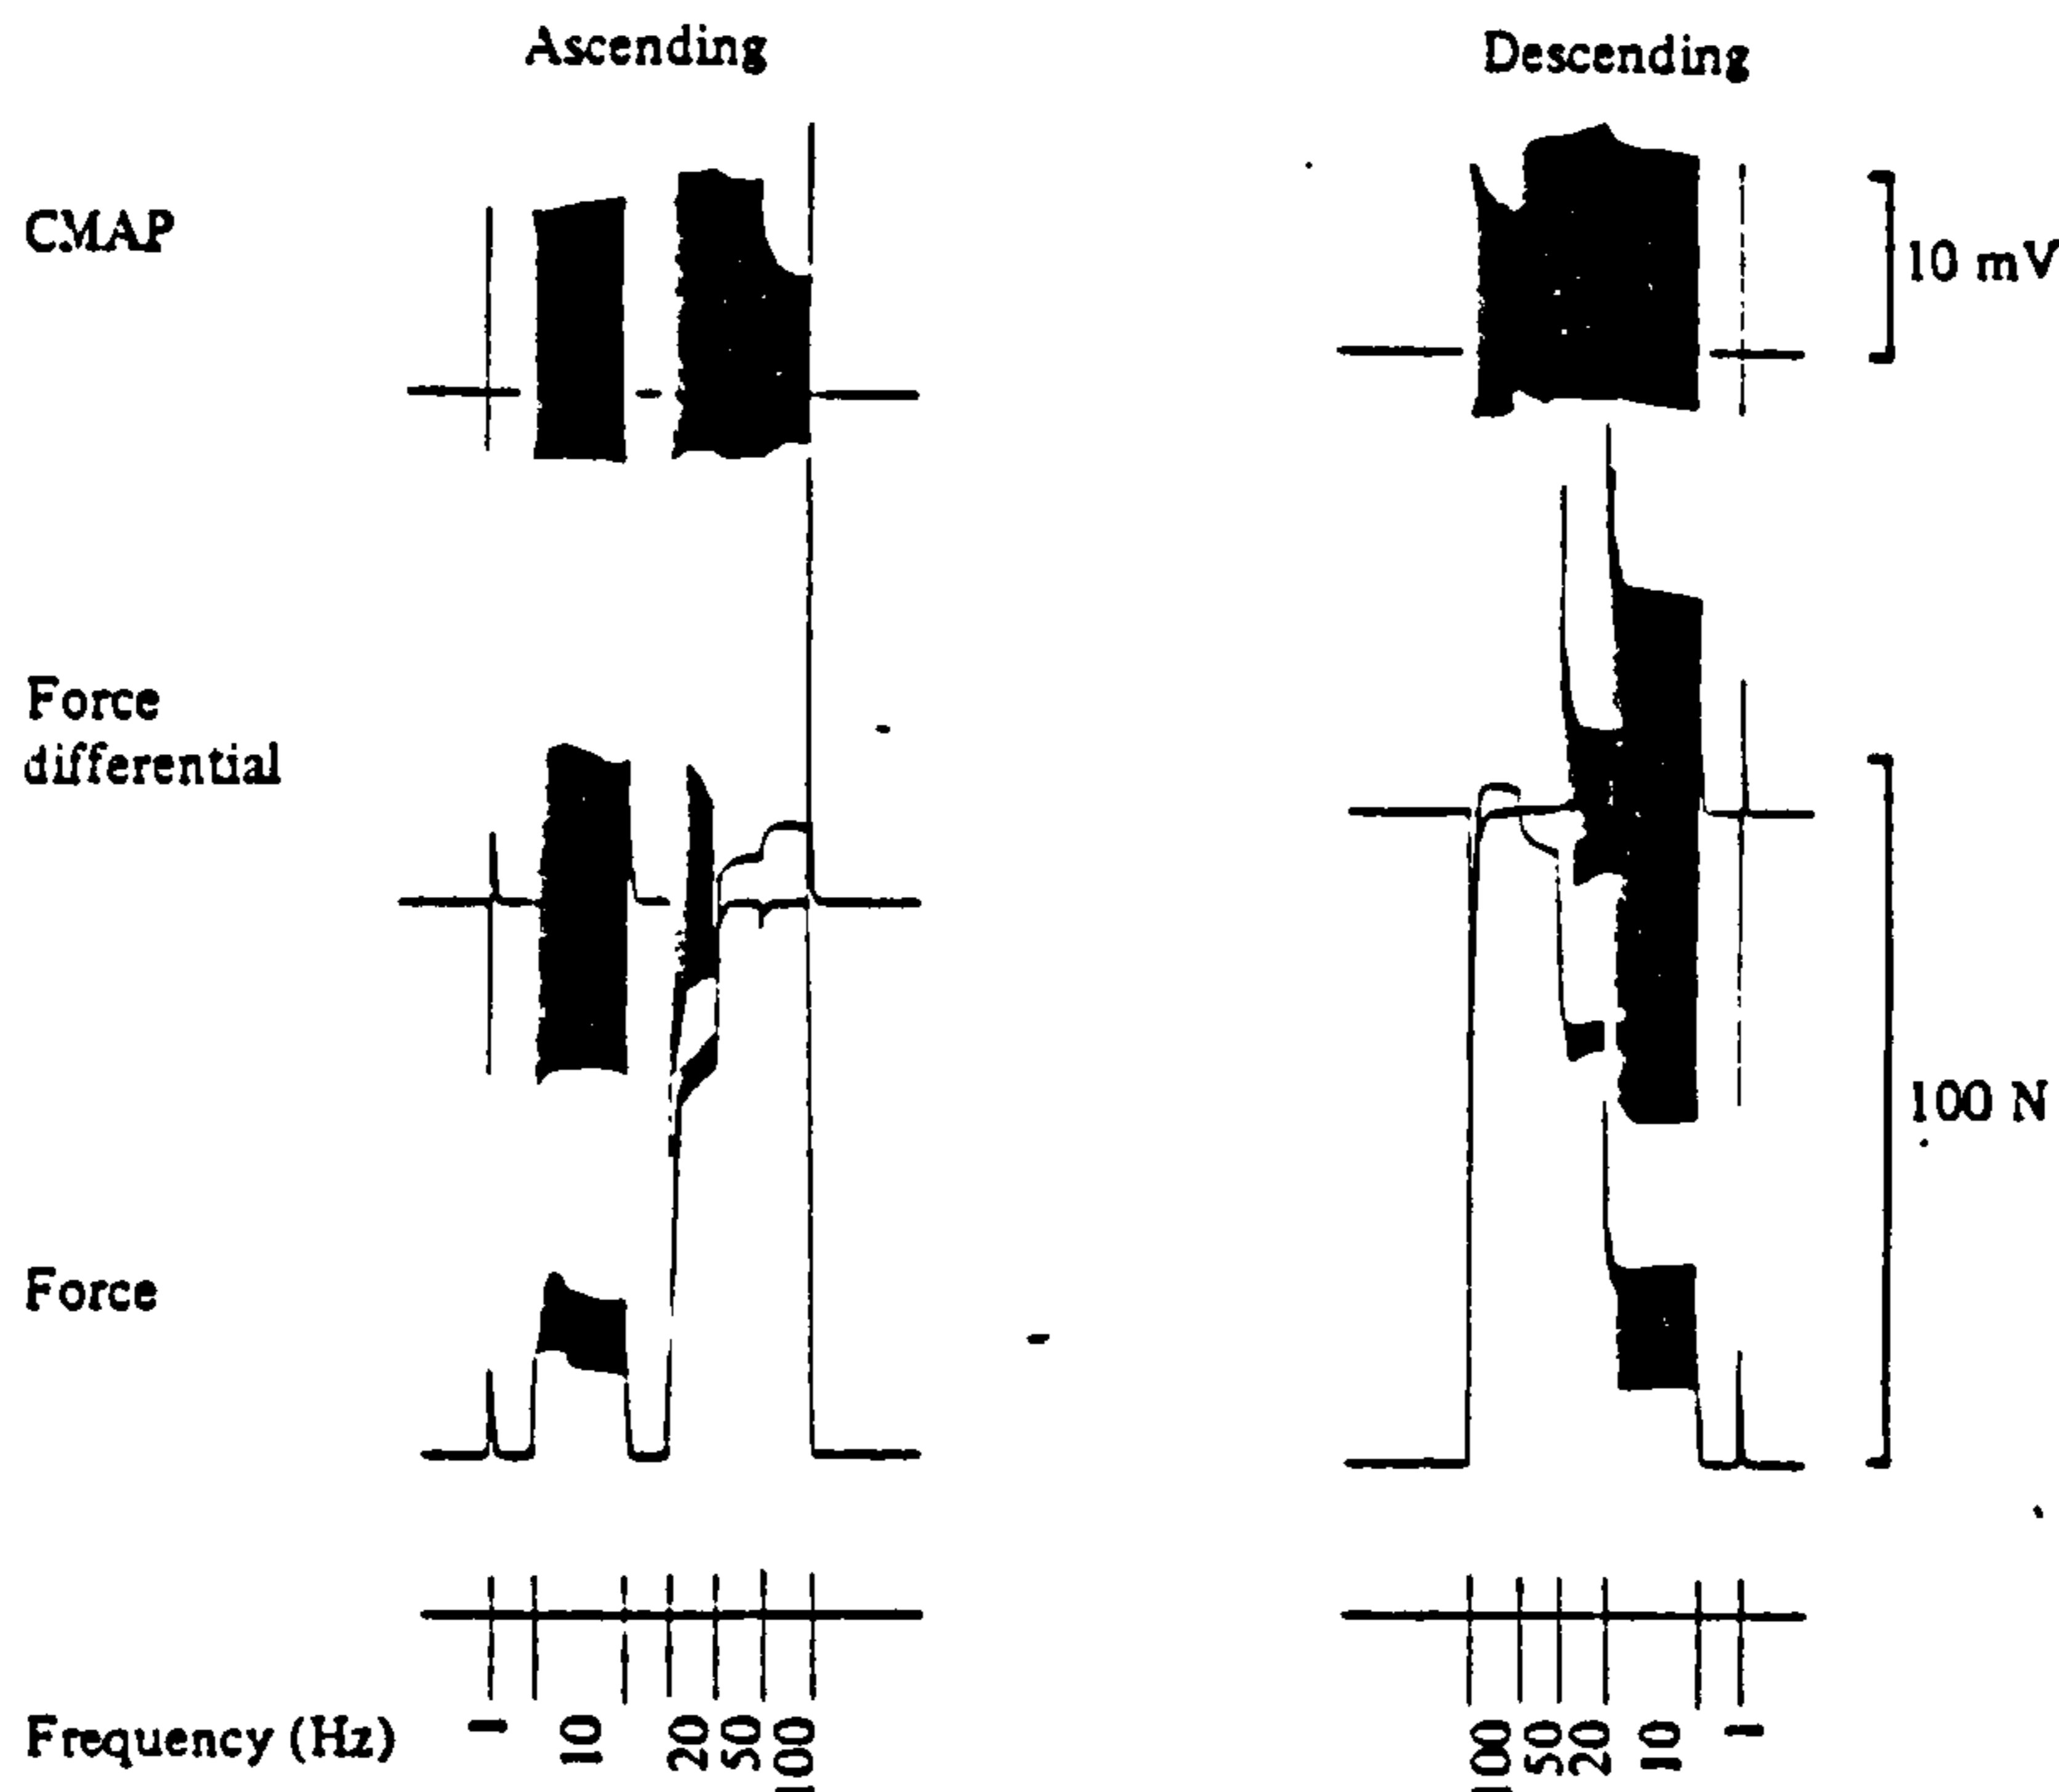 Ascending
Descending
CMAP
10 mV
Force
differential
100 N
Force
Frequency (Hz)
1
10
20
50
100
100
50
20
10
1